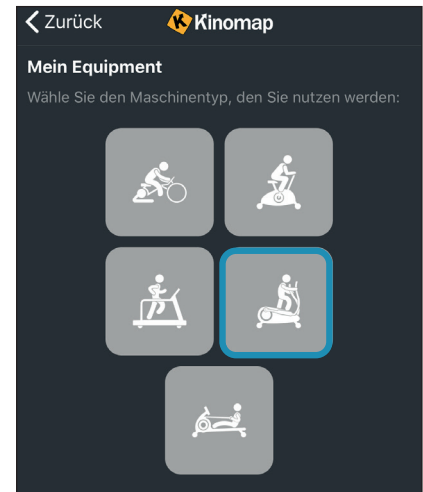 Zurück
Kinomap
Mein Equipment
Wähle Sie den Maschinentyp, den Sie nutzen werden: